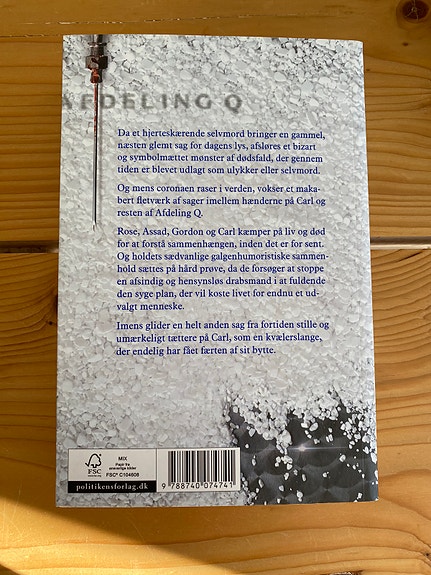 AFDELING Q
Da et hjerteskærende selvmord bringer en gammel,
næsten glemt sag for dagens lys, afsløres et bizart
og symbolmættet mønster af dødsfald, der gennem
tiden er blevet udlagt som ulykker eller selvmord.
Og mens coronaen raser i verden, vokser et maka-
bert fletværk af sager imellem hænderne på Carl og
resten af Afdeling Q.
Rose, Assad, Gordon og Carl kæmper på liv og
død for at forstå sammenhængen, inden det er for sent.
Og holdets sædvanlige galgenhumoristiske sammen-
hold sættes på hård prøve, da de forsøger at stoppe
en afsindig og hensynsløs drabsmand i at fuldende
den syge plan, der vil koste livet for endnu et ud-
valgt menneske.
Imens glider en helt anden sag fra fortiden stille og
umærkeligt tættere på Carl, som en kvælerslange,
der endelig har fået færten af sit bytte.
FSC
MIX
Papir fra
ansvarlige kilder
FSC® C104608
politikensforlag.dk
9 788740 074741